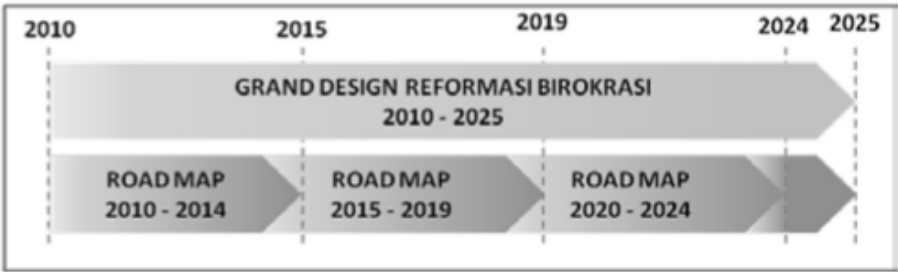 2010 2015 2019 2024 2025
GRAND DESIGN REFORMASI BIROKRASI
2010 - 2025
ROAD MAP ROAD MAP ROAD MAP
2010 - 2014 2015 - 2019 2020 - 2024